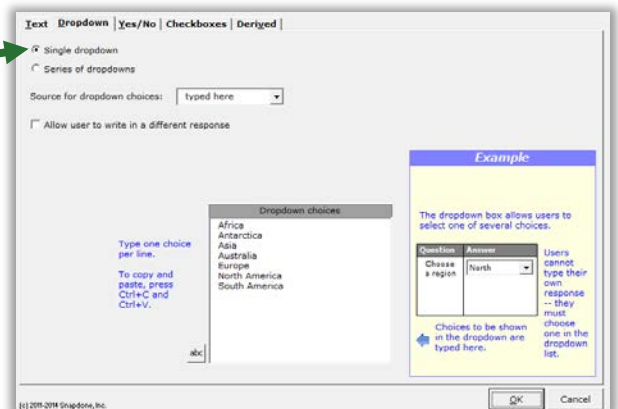 Text Dropdown Yes/No Checkboxes Derived
Single dropdown
Series of dropdowns
Source for dropdown choices: typed here
Allow user to write in a different response
Type one choice
per line.
To copy and
paste, press
Ctrl+C and
Ctrl+V.
abc
Dropdown choices
Africa
Antarctica
Asia
Australia
Europe
North America
South America
Example
The dropdown box allows users to
select one of several choices.
Question Answer
Choose
a region
North
Users
cannot
type their
own
response
-- they
must
choose
one in the
dropdown
list.
Choices to be shown
in the dropdown are
typed here.
(c) 2011-2014 Snapdone, Inc.
OK Cancel